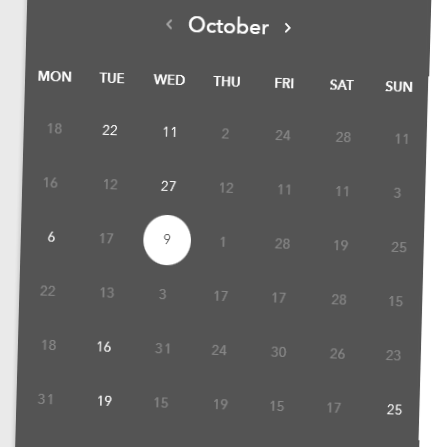 ‹ October ›
MON TUE WED THU FRI SAT SUN
18 22 11 2 24 28 11
16 12 27 12 11 11 3
6 17 9 1 28 19 25
22 13 3 17 17 28 15
18 16 31 24 30 26 23
31 19 15 19 15 17 25